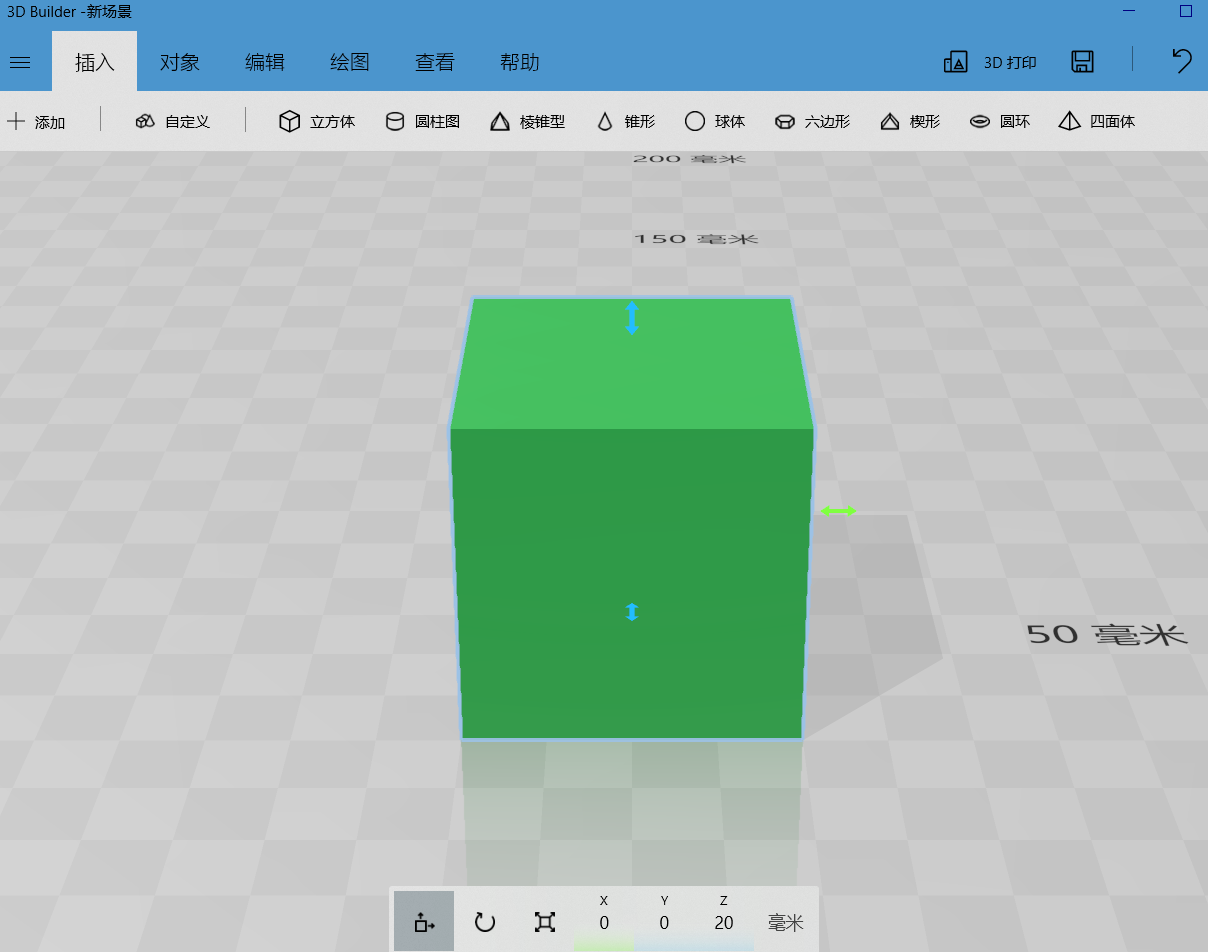 3D Builder -新场景
插入 对象 编辑 绘图 查看 帮助 3D 打印
添加 自定义 立方体 圆柱图 棱锥型 锥形 球体 六边形 楔形 圆环 四面体
200 毫米
150 毫米
50 毫米
X Y Z
0 0 20 毫米